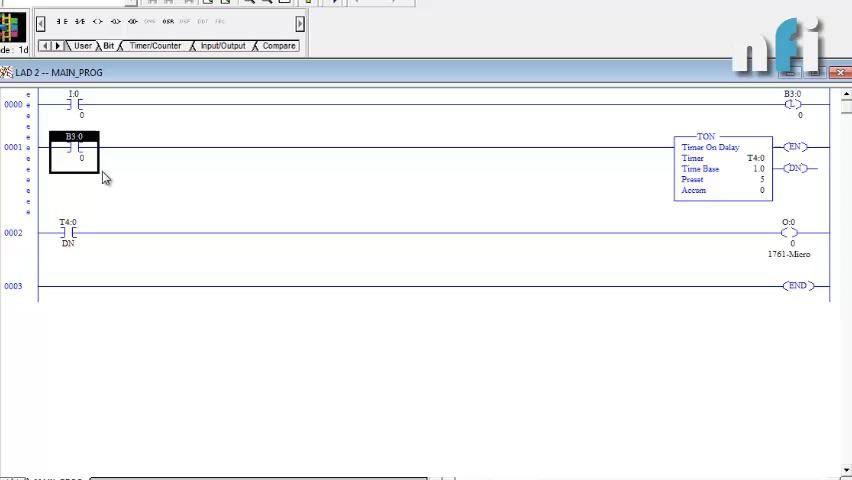 nfi
ode: 1d
User Bit Timer/Counter Input/Output Compare
LAD 2 -- MAIN_PROG
I:0
B3:0
0000
L
0
0
B3:0
TON
0001
Timer On Delay
EN
0
Timer
T4:0
Time Base
1.0
DN
Preset
5
Accum
0
T4:0
O:0
0002
DN
0
1761-Micro
0003
END
e
e
e
e
e
e
e
e
e
e
e
e